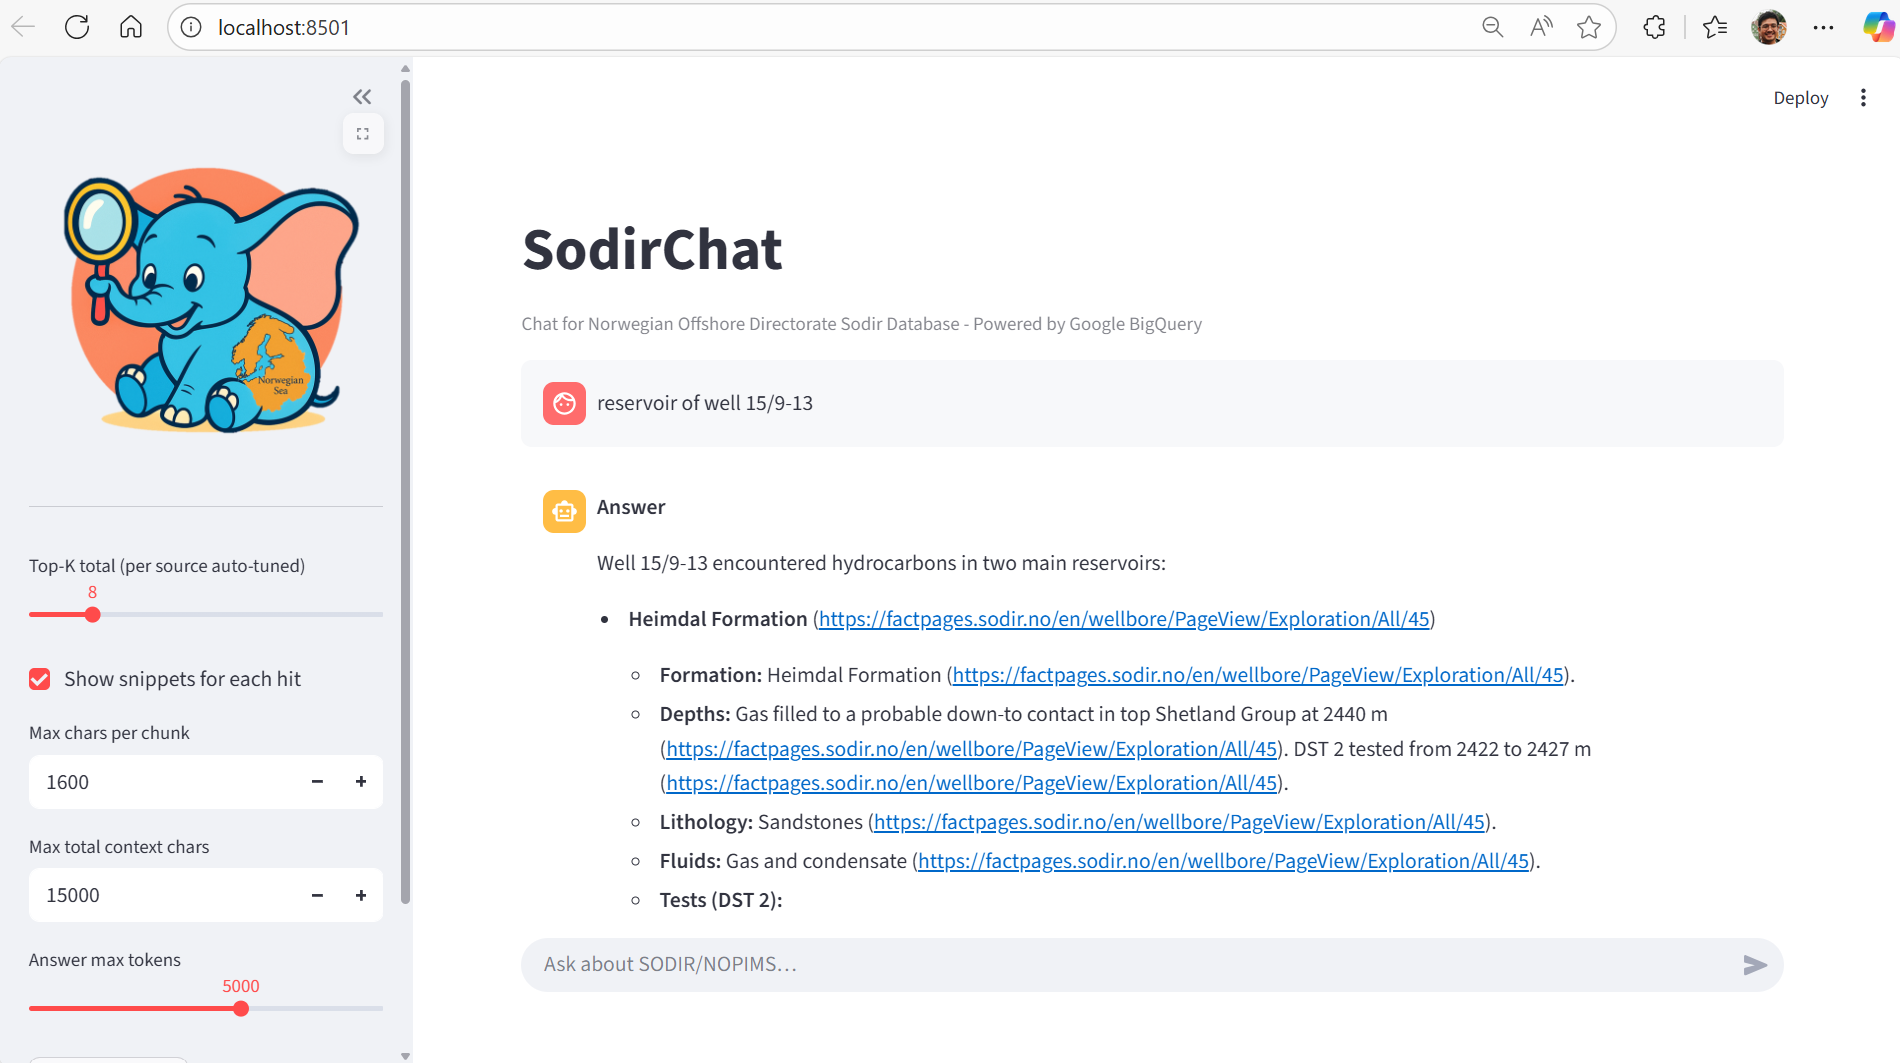 localhost:8501
Deploy
Norwegian
Sea
Top-K total (per source auto-tuned)
8
Show snippets for each hit
Max chars per chunk
1600
Max total context chars
15000
Answer max tokens
5000
SodirChat
Chat for Norwegian Offshore Directorate Sodir Database - Powered by Google BigQuery
reservoir of well 15/9-13
Answer
Well 15/9-13 encountered hydrocarbons in two main reservoirs:
• Heimdal Formation (https://factpages.sodir.no/en/wellbore/PageView/Exploration/All/45)
◦ Formation: Heimdal Formation (https://factpages.sodir.no/en/wellbore/PageView/Exploration/All/45).
◦ Depths: Gas filled to a probable down-to contact in top Shetland Group at 2440 m
(https://factpages.sodir.no/en/wellbore/PageView/Exploration/All/45). DST 2 tested from 2422 to 2427 m
(https://factpages.sodir.no/en/wellbore/PageView/Exploration/All/45).
◦ Lithology: Sandstones (https://factpages.sodir.no/en/wellbore/PageView/Exploration/All/45).
◦ Fluids: Gas and condensate (https://factpages.sodir.no/en/wellbore/PageView/Exploration/All/45).
◦ Tests (DST 2):
Ask about SODIR/NOPIMS…